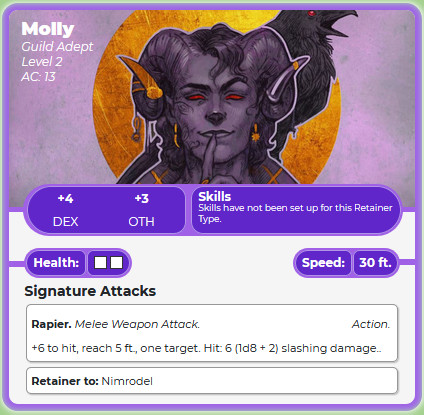 Molly
Guild Adept
Level 2
AC: 13
+4 +3
DEX OTH
Skills
Skills have not been set up for this Retainer
Type.
Health: Speed: 30 ft.
Signature Attacks
Rapier. Melee Weapon Attack. Action.
+6 to hit, reach 5 ft., one target. Hit: 6 (1d8 + 2) slashing damage..
Retainer to: Nimrodel